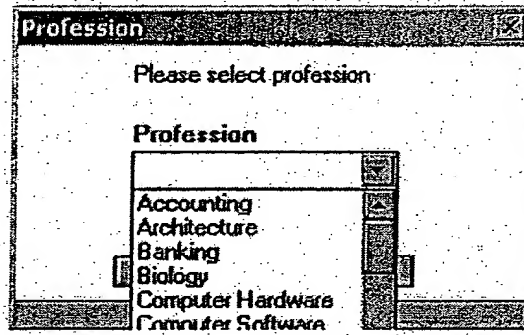 Profession
Please select profession
Profession
Accounting
Architecture
Banking
Biology
Computer Hardware
Computer Software